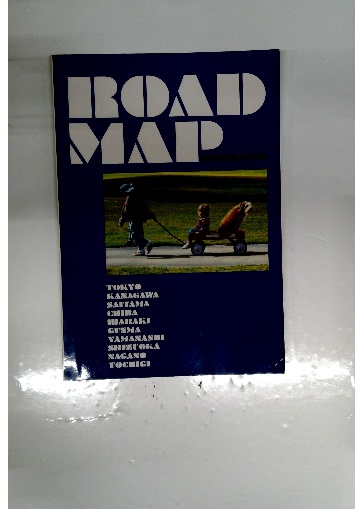 ROAD
MAP
TOKYO
KANAGAWA
SAITAMA
CHIBA
IBARAKI
GUNMA
YAMANASHI
SHIZUOKA
NAGANO
TOCHIGI